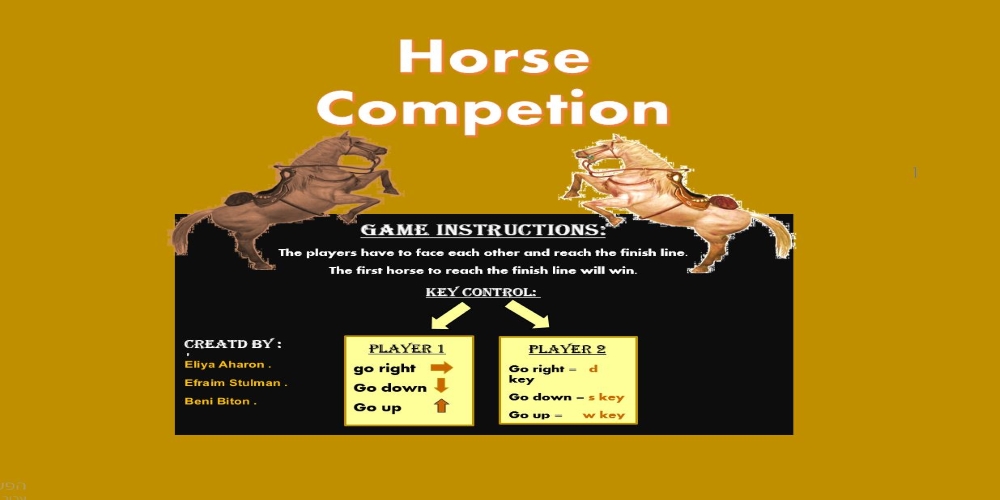 Horse
Competion
GAME INSTRUCTIONS:
The players have to face each other and reach the finish line.
The first horse to reach the finish line will win.
KEY CONTROL:
CREATD BY :
Eliya Aharon .
Efraim Stulman .
Beni Biton .
PLAYER 1
go right
Go down
Go up
PLAYER 2
Go right = d
key
Go down – s key
Go up = w key